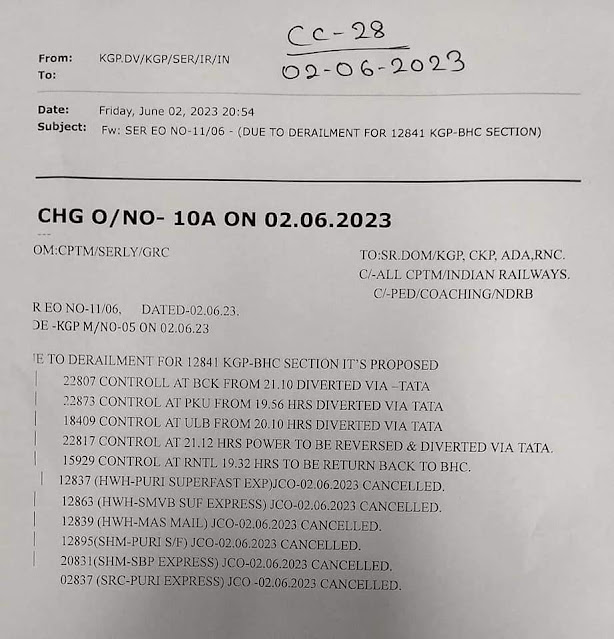 CC-28
02-06-2023
From: KGP.DV/KGP/SER/IR/IN
To:
Date: Friday, June 02, 2023 20:54
Subject: Fw: SER EO NO-11/06 - (DUE TO DERAILMENT FOR 12841 KGP-BHC SECTION)
CHG O/NO- 10A ON 02.06.2023
OM:CPTM/SERLY/GRC TO:SR.DOM/KGP, CKP, ADA,RNC.
C/-ALL CPTM/INDIAN RAILWAYS.
C/-PED/COACHING/NDRB
R EO NO-11/06, DATED-02.06.23.
DE -KGP M/NO-05 ON 02.06.23
E TO DERAILMENT FOR 12841 KGP-BHC SECTION IT'S PROPOSED
22807 CONTROLL AT BCK FROM 21.10 DIVERTED VIA –TATA
22873 CONTROL AT PKU FROM 19.56 HRS DIVERTED VIA TATA
18409 CONTROL AT ULB FROM 20.10 HRS DIVERTED VIA TATA
22817 CONTROL AT 21.12 HRS POWER TO BE REVERSED & DIVERTED VIA TATA.
15929 CONTROL AT RNTL 19.32 HRS TO BE RETURN BACK TO BHC.
12837 (HWH-PURI SUPERFAST EXP)JCO-02.06.2023 CANCELLED.
12863 (HWH-SMVB SUF EXPRESS) JCO-02.06.2023 CANCELLED.
12839 (HWH-MAS MAIL) JCO-02.06.2023 CANCELLED.
12895(SHM-PURI S/F) JCO-02.06.2023 CANCELLED.
20831(SHM-SBP EXPRESS) JCO-02.06.2023 CANCELLED.
02837 (SRC-PURI EXPRESS) JCO -02.06.2023 CANCELLED.